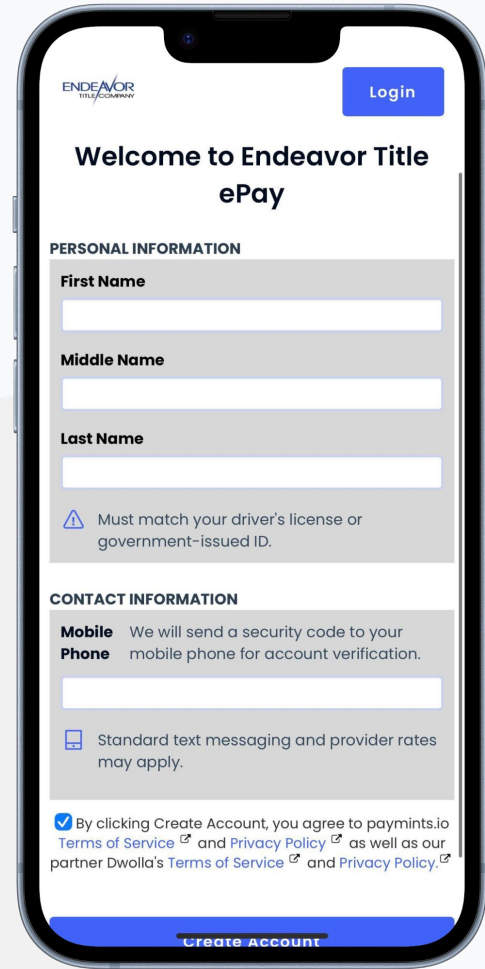 ENDEAVOR
TITLE COMPANY
Login
Welcome to Endeavor Title
ePay
PERSONAL INFORMATION
First Name
Middle Name
Last Name
Must match your driver's license or
government-issued ID.
CONTACT INFORMATION
Mobile Phone We will send a security code to your
mobile phone for account verification.
Standard text messaging and provider rates
may apply.
By clicking Create Account, you agree to paymints.io
Terms of Service and Privacy Policy as well as our
partner Dwolla's Terms of Service and Privacy Policy.
Create Account